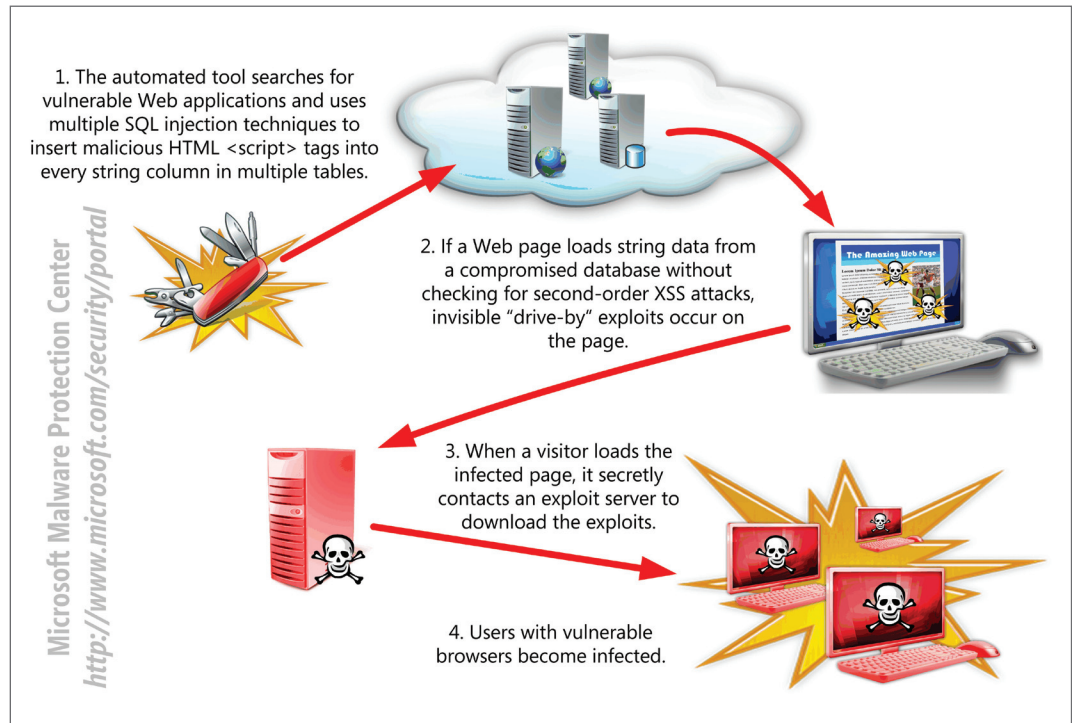 1. The automated tool searches for
vulnerable Web applications and uses
multiple SQL injection techniques to
insert malicious HTML <script> tags into
every string column in multiple tables.
2. If a Web page loads string data from
a compromised database without
checking for second-order XSS attacks,
invisible “drive-by” exploits occur on
the page.
The Amazing Web Page
3. When a visitor loads the
infected page, it secretly
contacts an exploit server to
download the exploits.
4. Users with vulnerable
browsers become infected.
Microsoft Malware Protection Center
http://www.microsoft.com/security/portal